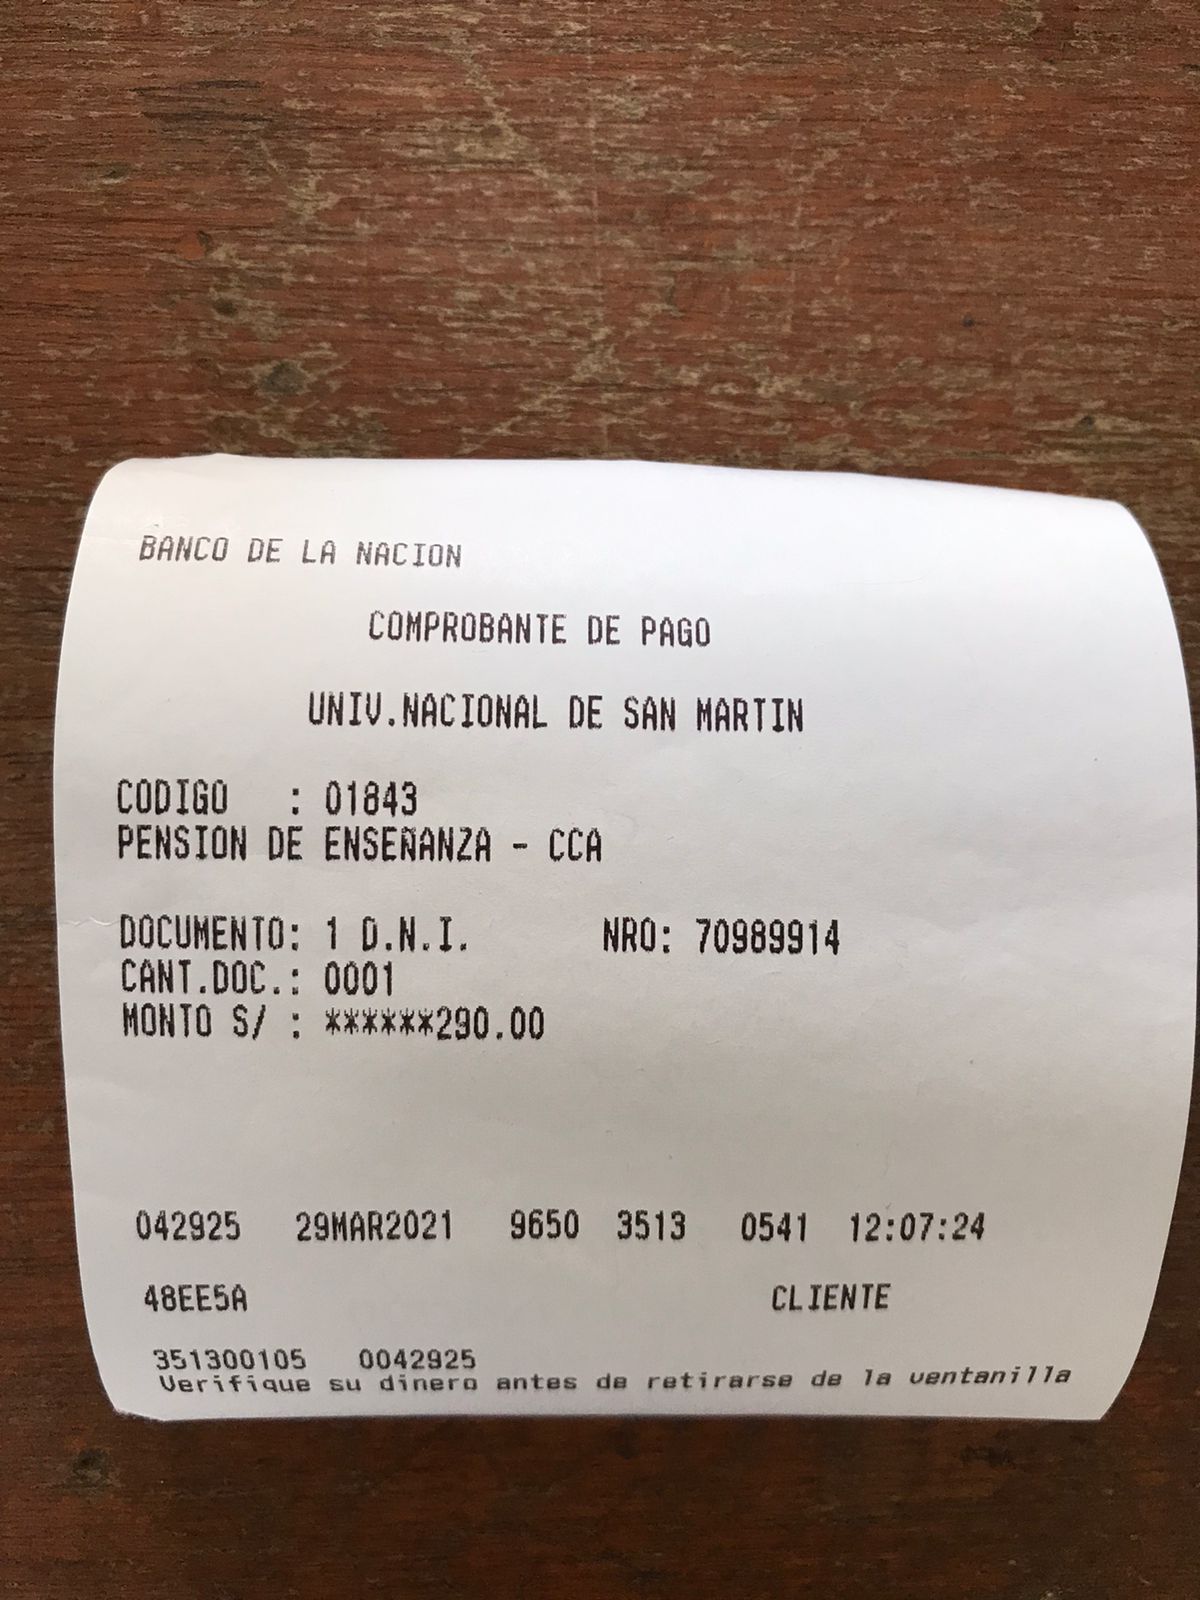 BANCO DE LA NACION
COMPROBANTE DE PAGO
UNIV.NACIONAL DE SAN MARTIN
CODIGO : 01843
PENSION DE ENSEÑANZA - CCA
DOCUMENTO: 1 D.N.I. NRO: 70989914
CANT.DOC.: 0001
MONTO S/ : ******290.00
042925 29MAR2021 9650 3513 0541 12:07:24
48EE5A CLIENTE
351300105 0042925
Verifique su dinero antes de retirarse de la ventanilla